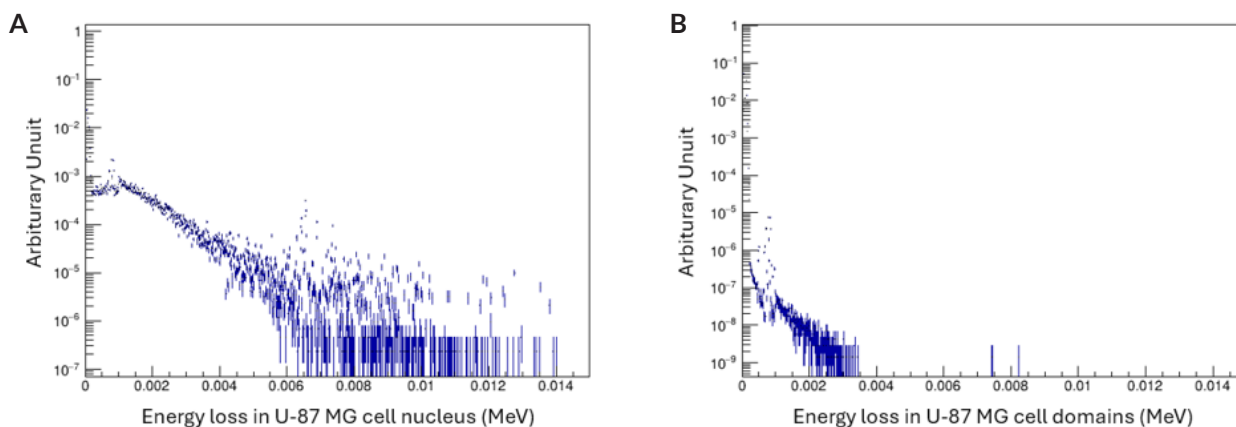 A
1
10⁻¹
10⁻²
10⁻³
10⁻⁴
10⁻⁵
10⁻⁶
10⁻⁷
Arbiturary Unuit
0 0.002 0.004 0.006 0.008 0.01 0.012 0.014
Energy loss in U-87 MG cell nucleus (MeV)
B
1
10⁻¹
10⁻²
10⁻³
10⁻⁴
10⁻⁵
10⁻⁶
10⁻⁷
10⁻⁸
10⁻⁹
Arbiturary Unuit
0 0.002 0.004 0.006 0.008 0.01 0.012 0.014
Energy loss in U-87 MG cell domains (MeV)